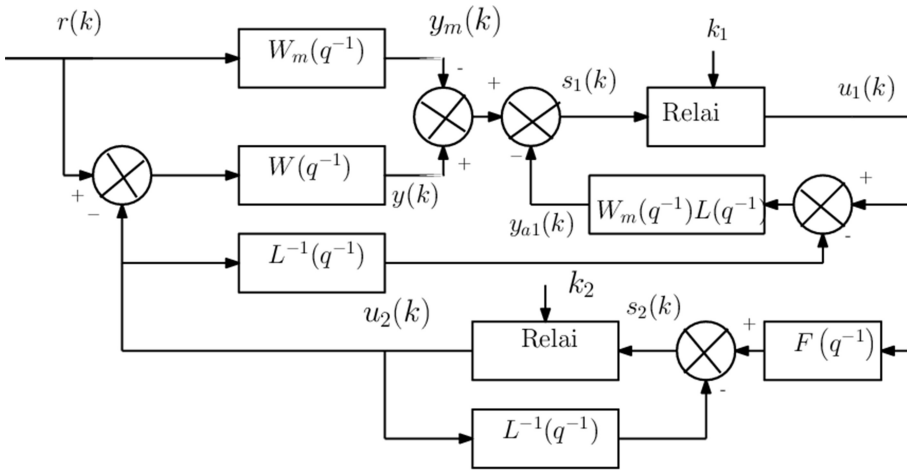 r(k)
W_m(q^{-1})
y_m(k)
-
+
s_1(k)
k_1
Relai
u_1(k)
+
-
W(q^{-1})
y(k)
+
-
y_{a1}(k)
W_m(q^{-1})L(q^{-1})
+
-
L^{-1}(q^{-1})
u_2(k)
k_2
Relai
s_2(k)
+
-
F(q^{-1})
L^{-1}(q^{-1})